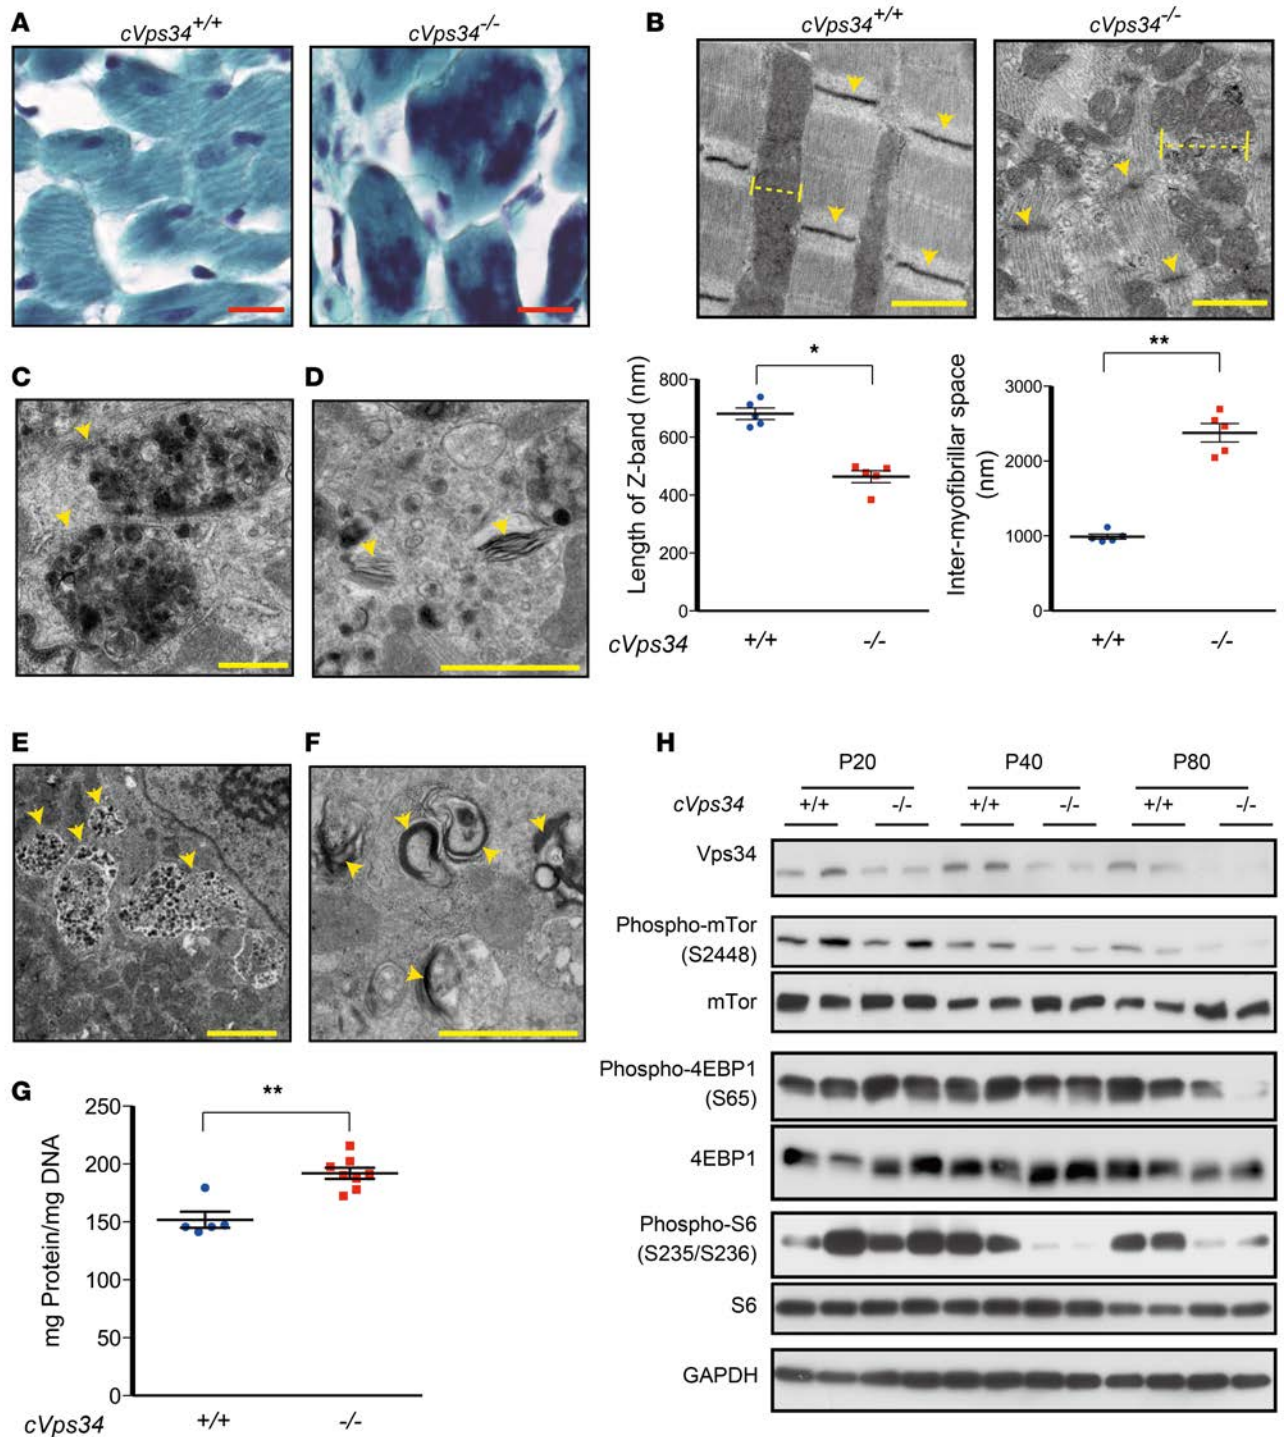 A
cVps34+/+
cVps34-/-
B
cVps34+/+
cVps34-/-
C
D
Length of Z-band (nm)
800
600
400
200
0
*
cVps34
+/+
-/-
Inter-myofibrillar space
(nm)
3000
2000
1000
0
**
+/+
-/-
E
F
G
mg Protein/mg DNA
250
200
150
100
50
0
**
cVps34
+/+
-/-
H
P20
P40
P80
cVps34
+/+
-/-
+/+
-/-
+/+
-/-
Vps34
Phospho-mTor
(S2448)
mTor
Phospho-4EBP1
(S65)
4EBP1
Phospho-S6
(S235/S236)
S6
GAPDH